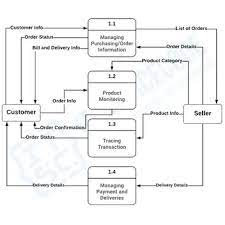 Customer Info
1.1
List of Orders
Order Status
Managing
Purchasing/Order
Information
Bill and Delivery Info
Order Details
Product Category
1.2
Order Info
Product
Monitering
Customer
Seller
1.3
Product Info
Order Confirmation
Order Status
Tracing
Transaction
1.4
Delivery Details
Managing
Payment and
Deliveries
Delivery Details